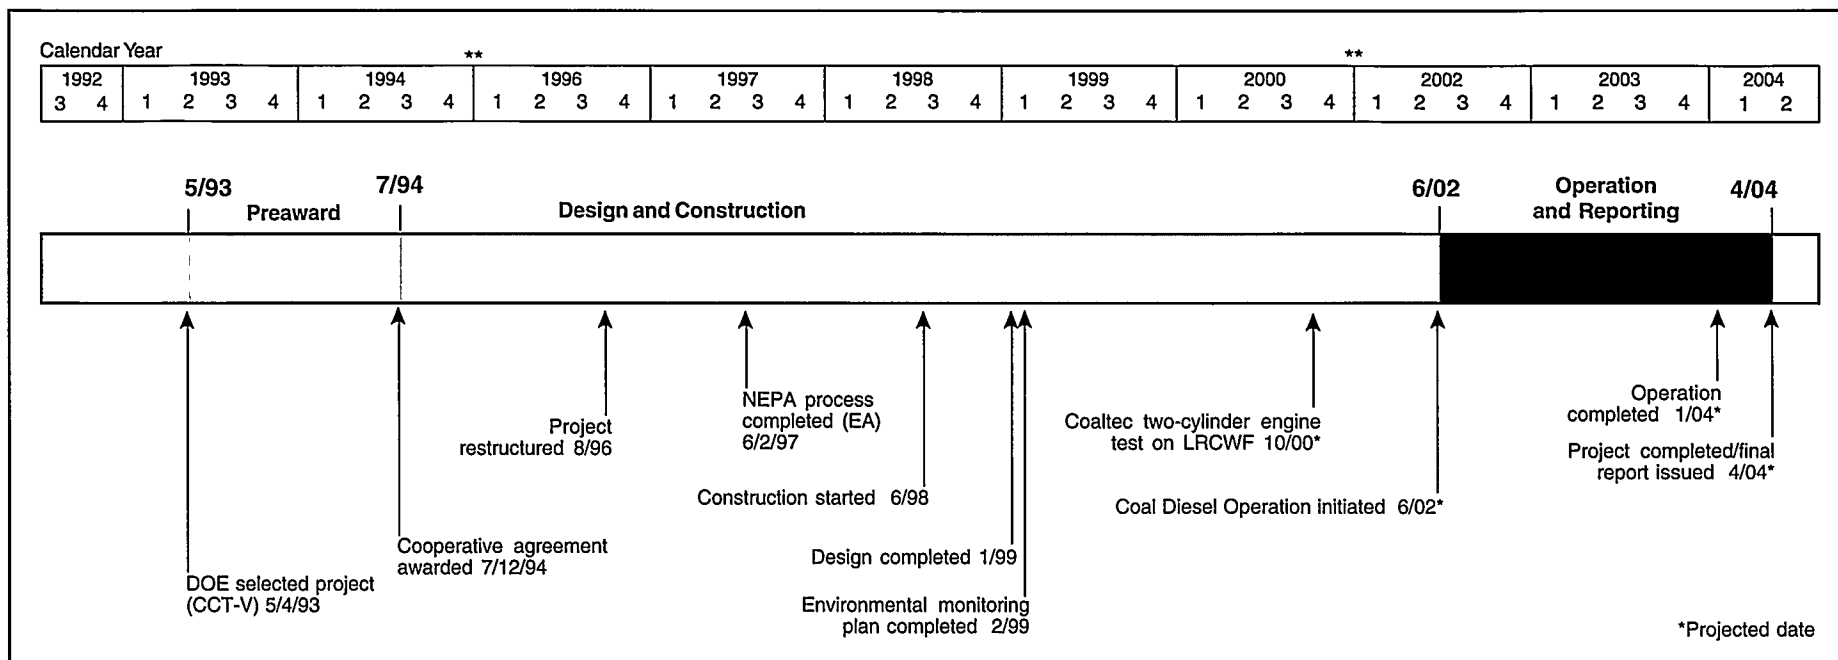 Calendar Year
** **
1992 1993 1994 1996 1997 1998 1999 2000 2002 2003 2004
3 4 1 2 3 4 1 2 3 4 1 2 3 4 1 2 3 4 1 2 3 4 1 2 3 4 1 2 3 4 1 2 3 4 1 2 3 4 1 2
5/93 7/94 6/02 4/04
Preaward
Design and Construction
Operation
and Reporting
DOE selected project
(CCT-V) 5/4/93
Cooperative agreement
awarded 7/12/94
Project
restructured 8/96
NEPA process
completed (EA)
6/2/97
Construction started 6/98
Design completed 1/99
Environmental monitoring
plan completed 2/99
Coaltec two-cylinder engine
test on LRCWF 10/00*
Coal Diesel Operation initiated 6/02*
Operation
completed 1/04*
Project completed/final
report issued 4/04*
*Projected date